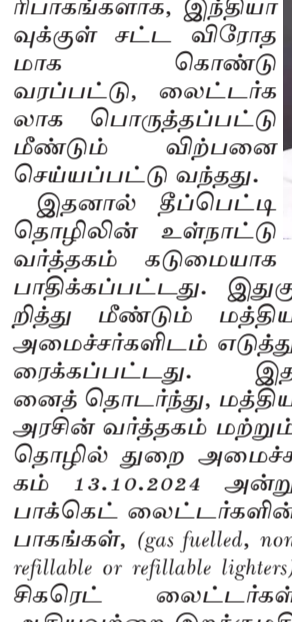 ரிபாகங்களாக, இந்தியா
வுக்குள் சட்ட விரோத
மாக கொண்டு
வரப்பட்டு, லைட்டர்க
லாக பொருத்தப்பட்டு
மீண்டும் விற்பனை
செய்யப்பட்டு வந்தது.
இதனால் தீப்பெட்டி
தொழிலின் உள்நாட்டு
வர்த்தகம் கடுமையாக
பாதிக்கப்பட்டது. இதுகு
றித்து மீண்டும் மத்திய
அமைச்சர்களிடம் எடுத்து
ரைக்கப்பட்டது. இத
னைத் தொடர்ந்து, மத்திய
அரசின் வர்த்தகம் மற்றும்
தொழில் துறை அமைச்ச
கம் 13.10.2024 அன்று
பாக்கெட் லைட்டர்களின்
பாகங்கள், (gas fuelled, non
refillable or refillable lighters)
சிகரெட் லைட்டர்கள்